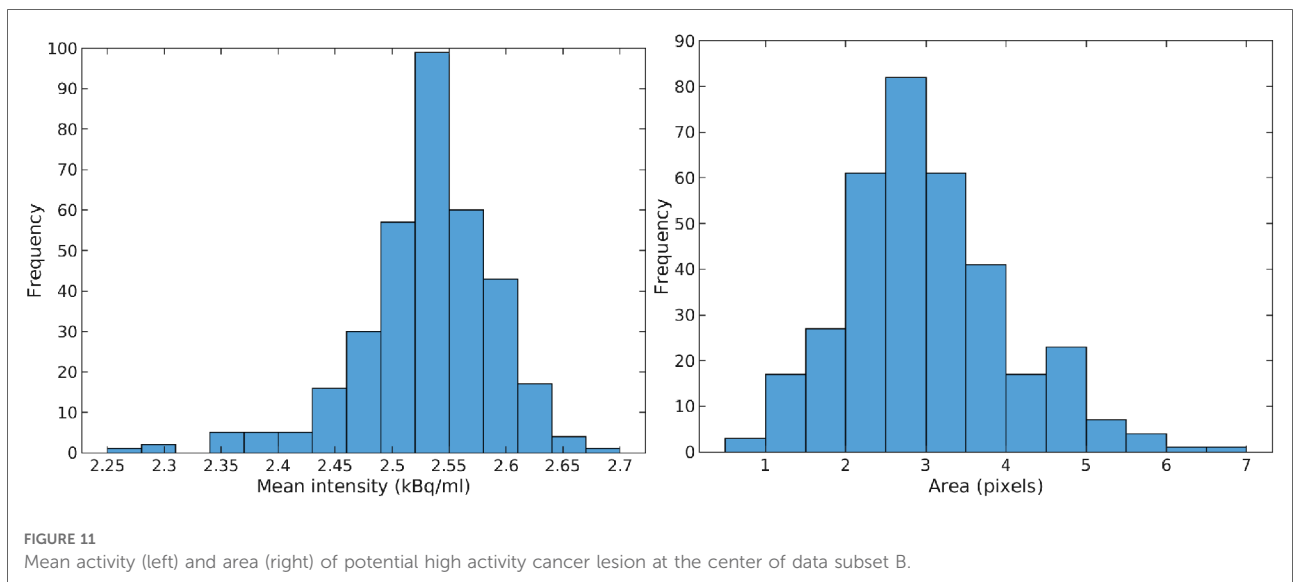 100
90
80
70
60
50
40
30
20
10
0
Frequency
2.25 2.3 2.35 2.4 2.45 2.5 2.55 2.6 2.65 2.7
Mean intensity (kBq/ml)
90
80
70
60
50
40
30
20
10
0
Frequency
1 2 3 4 5 6 7
Area (pixels)
FIGURE 11
Mean activity (left) and area (right) of potential high activity cancer lesion at the center of data subset B.